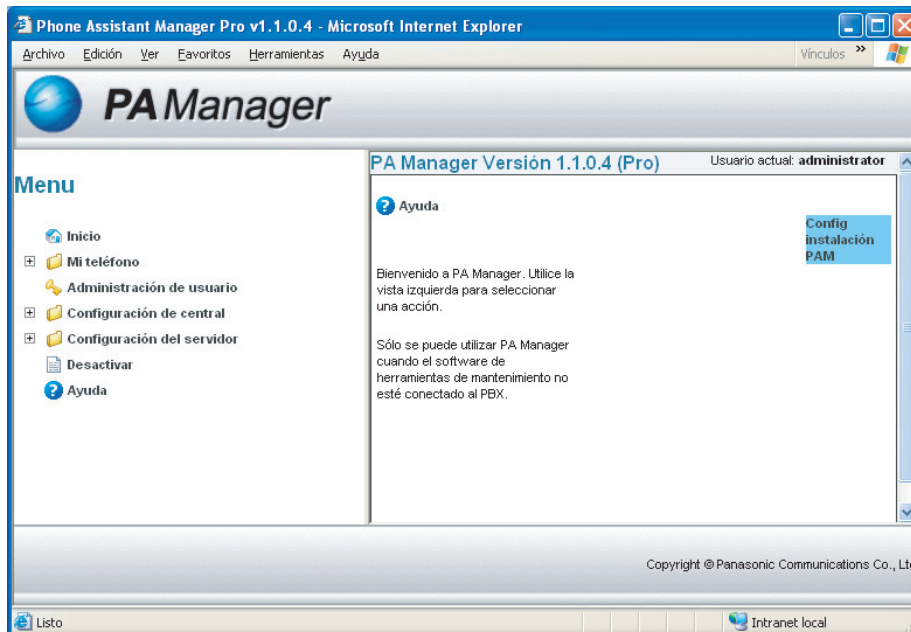 Phone Assistant Manager Pro v1.1.0.4 - Microsoft Internet Explorer
Archivo Edición Ver Favoritos Herramientas Ayuda
Vínculos »
PA Manager
Menu
Inicio
Mi teléfono
Administración de usuario
Configuración de central
Configuración del servidor
Desactivar
Ayuda
PA Manager Versión 1.1.0.4 (Pro)
Usuario actual: administrator
Ayuda
Config
instalación
PAM
Bienvenido a PA Manager. Utilice la
vista izquierda para seleccionar
una acción.
Sólo se puede utilizar PA Manager
cuando el software de
herramientas de mantenimiento no
esté conectado al PBX.
Copyright © Panasonic Communications Co., Ltd
Listo
Intranet local